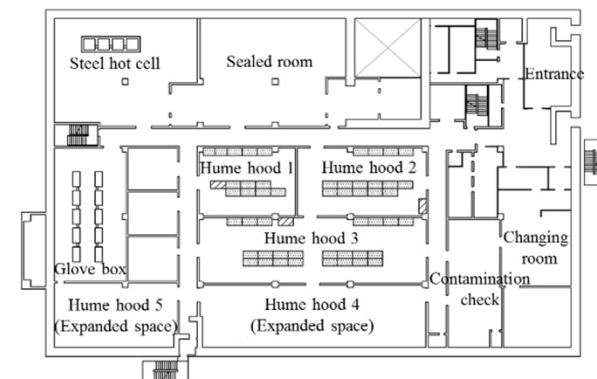 Steel hot cell
Sealed room
Entrance
Hume hood 1
Hume hood 2
Hume hood 3
Changing
room
Glove box
Contamination
check
Hume hood 5
(Expanded space)
Hume hood 4
(Expanded space)